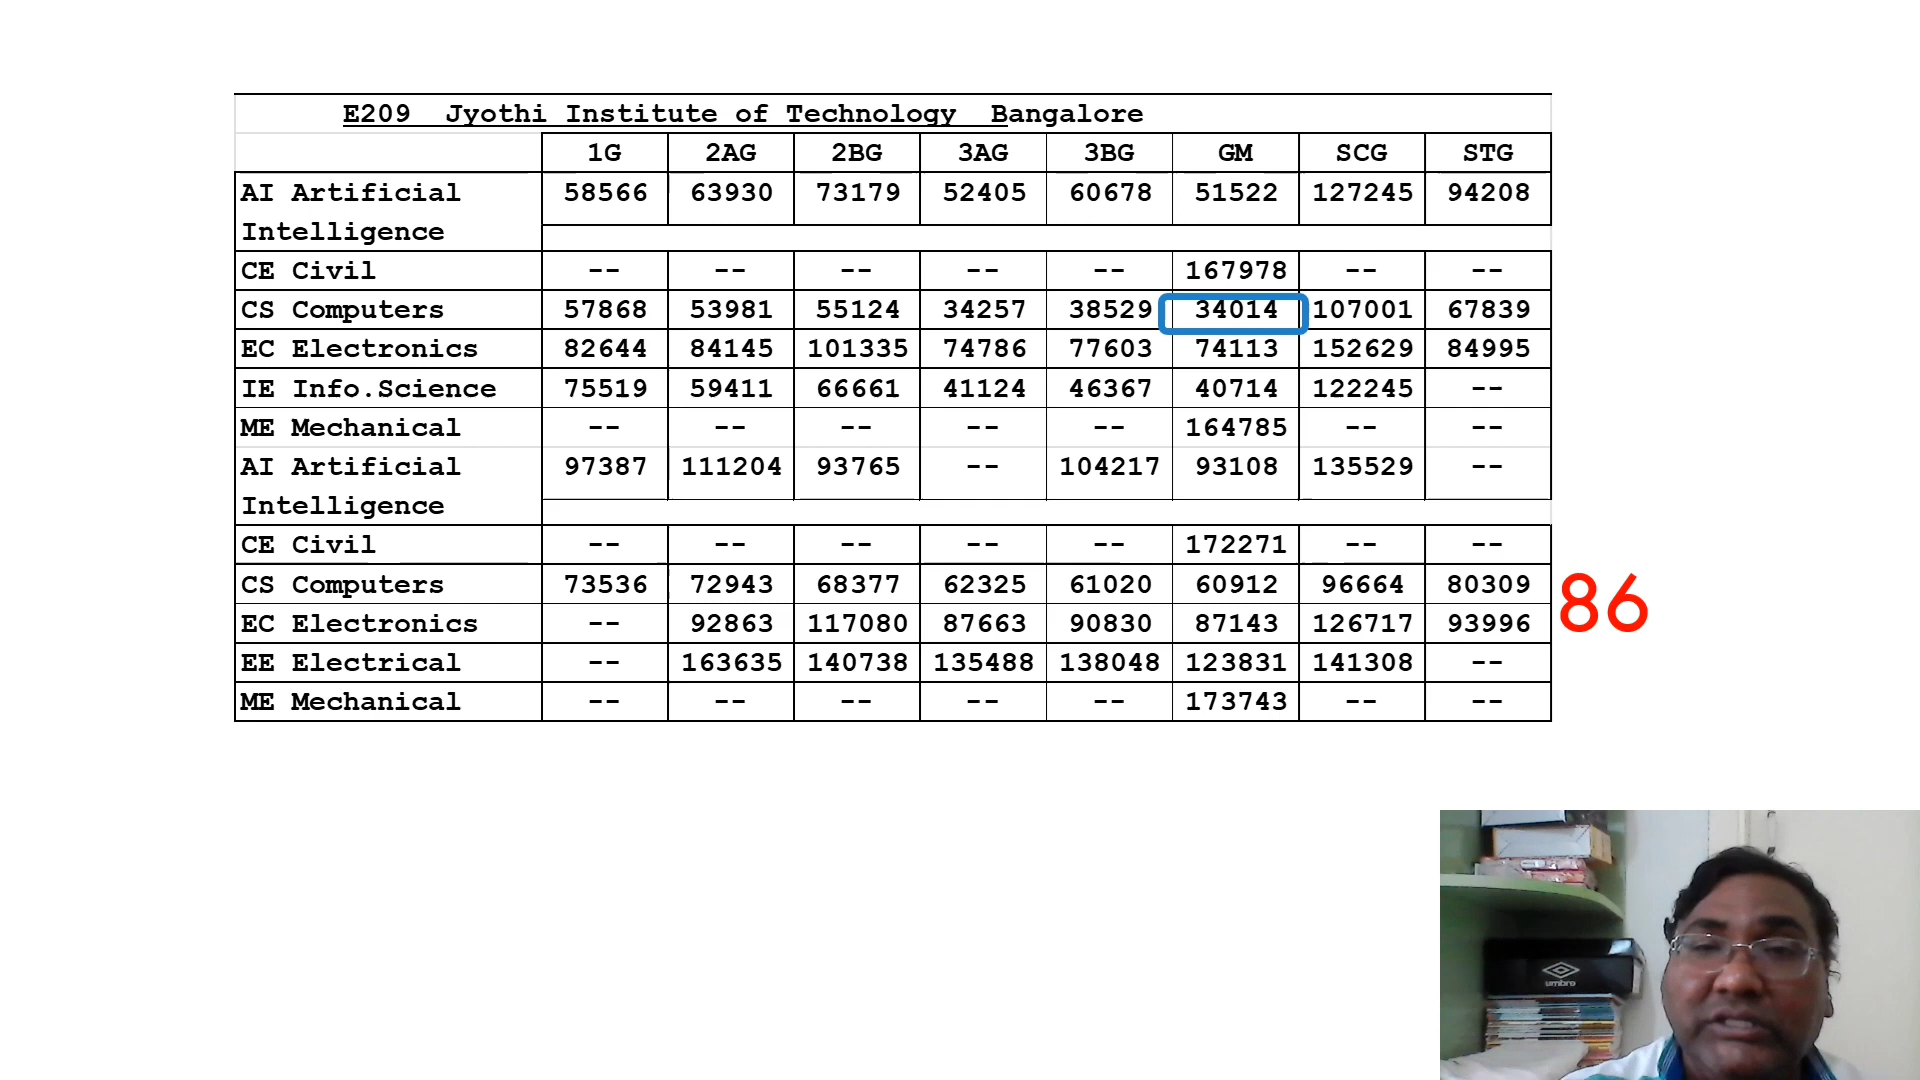 E209 Jyothi Institute of Technology Bangalore
1G 2AG 2BG 3AG 3BG GM SCG STG
AI Artificial 58566 63930 73179 52405 60678 51522 127245 94208
Intelligence
CE Civil -- -- -- -- -- 167978 -- --
CS Computers 57868 53981 55124 34257 38529 34014 107001 67839
EC Electronics 82644 84145 101335 74786 77603 74113 152629 84995
IE Info.Science 75519 59411 66661 41124 46367 40714 122245 --
ME Mechanical -- -- -- -- -- 164785 -- --
AI Artificial 97387 111204 93765 -- 104217 93108 135529 --
Intelligence
CE Civil -- -- -- -- -- 172271 -- --
CS Computers 73536 72943 68377 62325 61020 60912 96664 80309
86
EC Electronics -- 92863 117080 87663 90830 87143 126717 93996
EE Electrical -- 163635 140738 135488 138048 123831 141308 --
ME Mechanical -- -- -- -- -- 173743 -- --
umbro